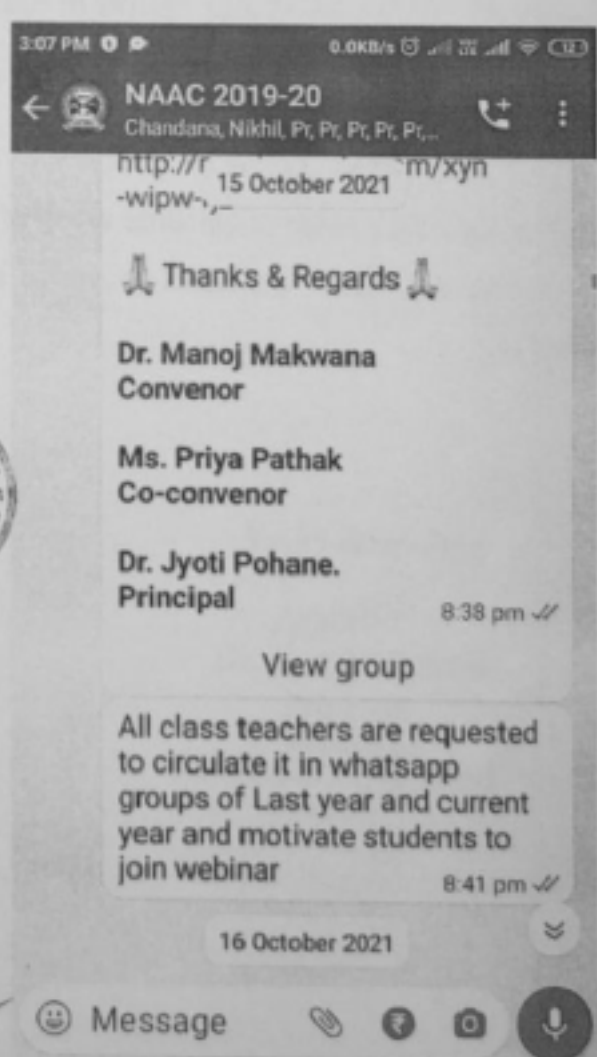 3:07 PM 0.0KB/s 12
NAAC 2019-20
Chandana, Nikhil, Pr, Pr, Pr, Pr, Pr,...
http://r m/xyn
15 October 2021
-wipw-
Thanks & Regards
Dr. Manoj Makwana
Convenor
Ms. Priya Pathak
Co-convenor
Dr. Jyoti Pohane.
Principal
8:38 pm
View group
All class teachers are requested
to circulate it in whatsapp
groups of Last year and current
year and motivate students to
join webinar
8:41 pm
16 October 2021
Message